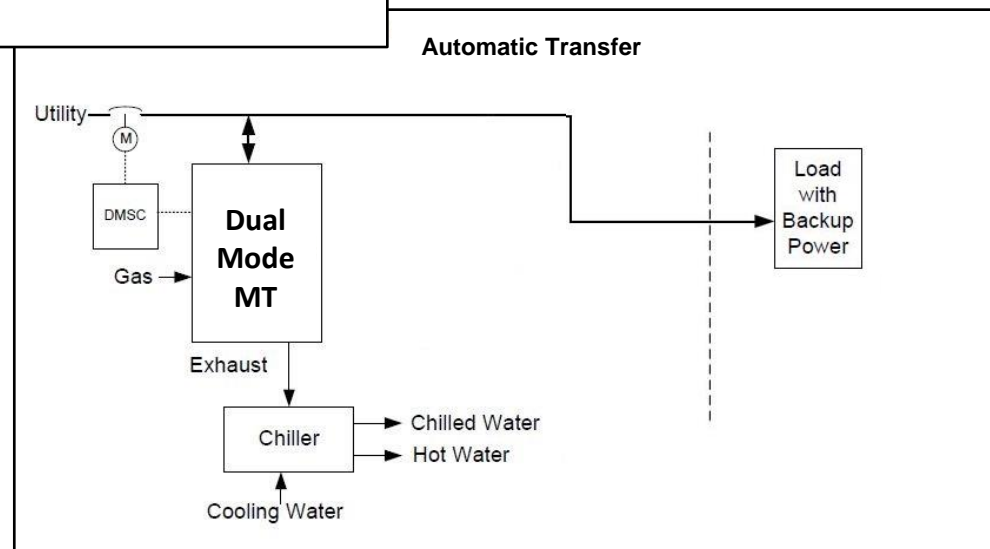 Automatic Transfer
Utility
M
DMSC
Dual
Mode
MT
Gas
Load
with
Backup
Power
Exhaust
Chiller
Chilled Water
Hot Water
Cooling Water